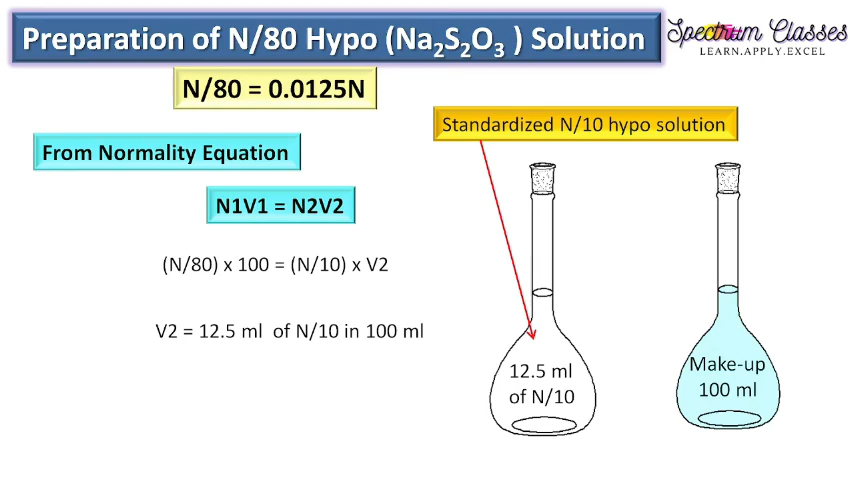 Preparation of N/80 Hypo (Na₂S₂O₃ ) Solution
Spectrum Classes
LEARN.APPLY.EXCEL
N/80 = 0.0125N
Standardized N/10 hypo solution
From Normality Equation
N1V1 = N2V2
(N/80) x 100 = (N/10) x V2
V2 = 12.5 ml  of N/10 in 100 ml
12.5 ml
of N/10
Make-up
100 ml